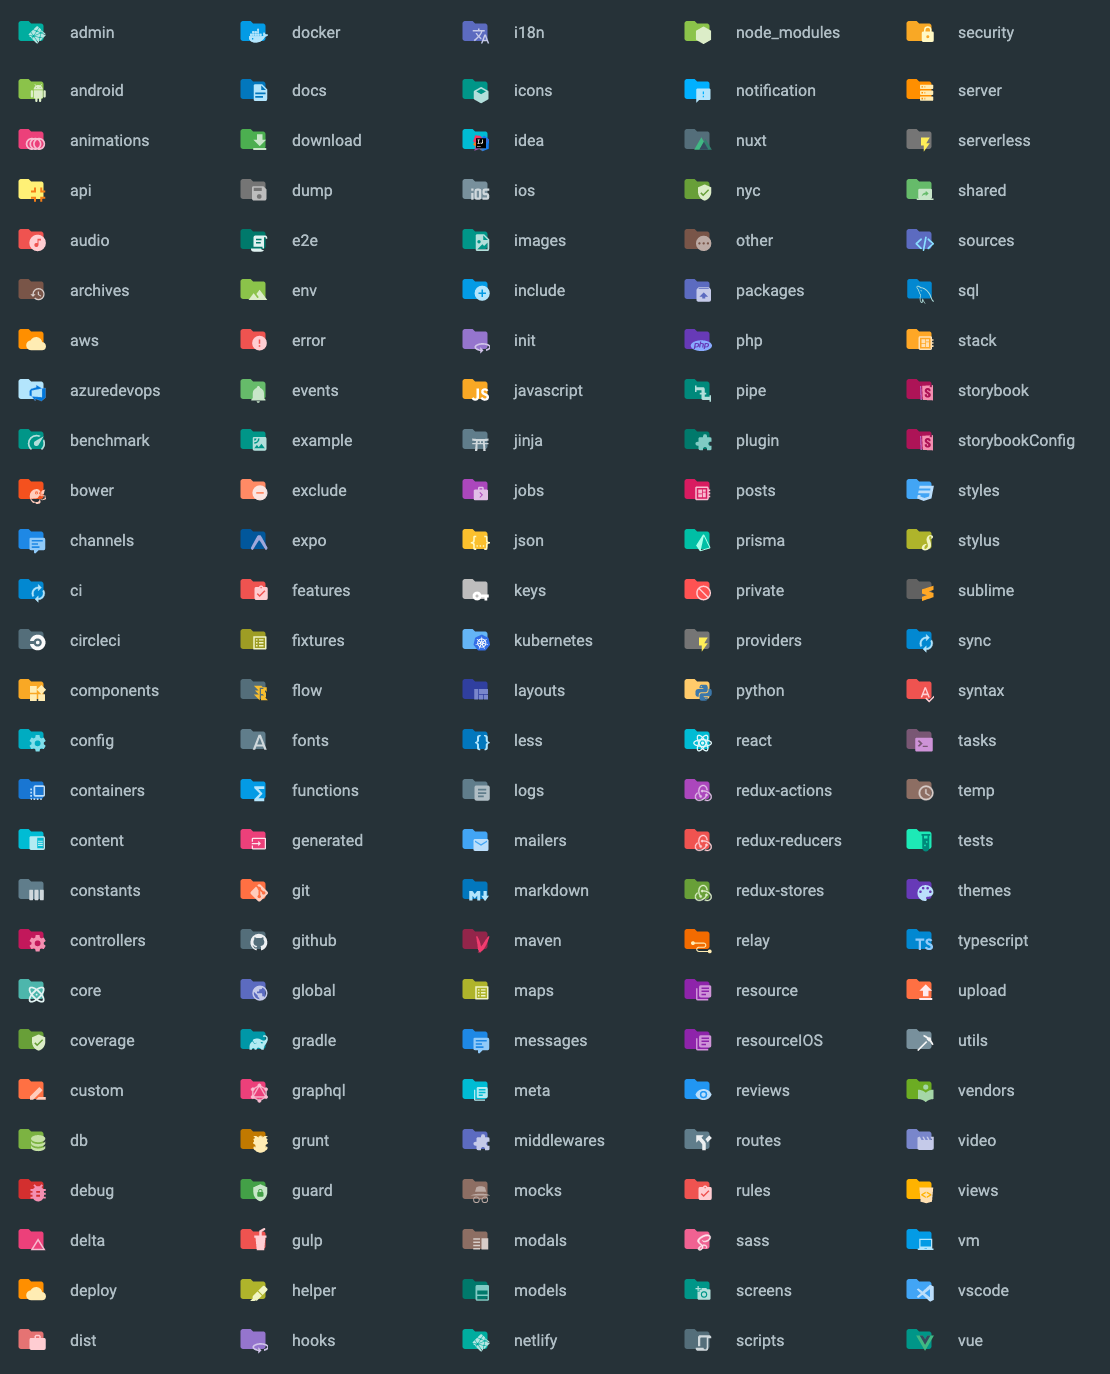 admin
android
animations
api
audio
archives
aws
azuredevops
benchmark
bower
channels
ci
circleci
components
config
containers
content
constants
controllers
core
coverage
custom
db
debug
delta
deploy
dist
docker
docs
download
dump
e2e
env
error
events
example
exclude
expo
features
fixtures
flow
fonts
functions
generated
git
github
global
gradle
graphql
grunt
guard
gulp
helper
hooks
i18n
icons
idea
ios
images
include
init
javascript
jinja
jobs
json
keys
kubernetes
layouts
less
logs
mailers
markdown
maven
maps
messages
meta
middlewares
mocks
modals
models
netlify
node_modules
notification
nuxt
nyc
other
packages
php
pipe
plugin
posts
prisma
private
providers
python
react
redux-actions
redux-reducers
redux-stores
relay
resource
resourceIOS
reviews
routes
rules
sass
screens
scripts
security
server
serverless
shared
sources
sql
stack
storybook
storybookConfig
styles
stylus
sublime
sync
syntax
tasks
temp
tests
themes
typescript
upload
utils
vendors
video
views
vm
vscode
vue